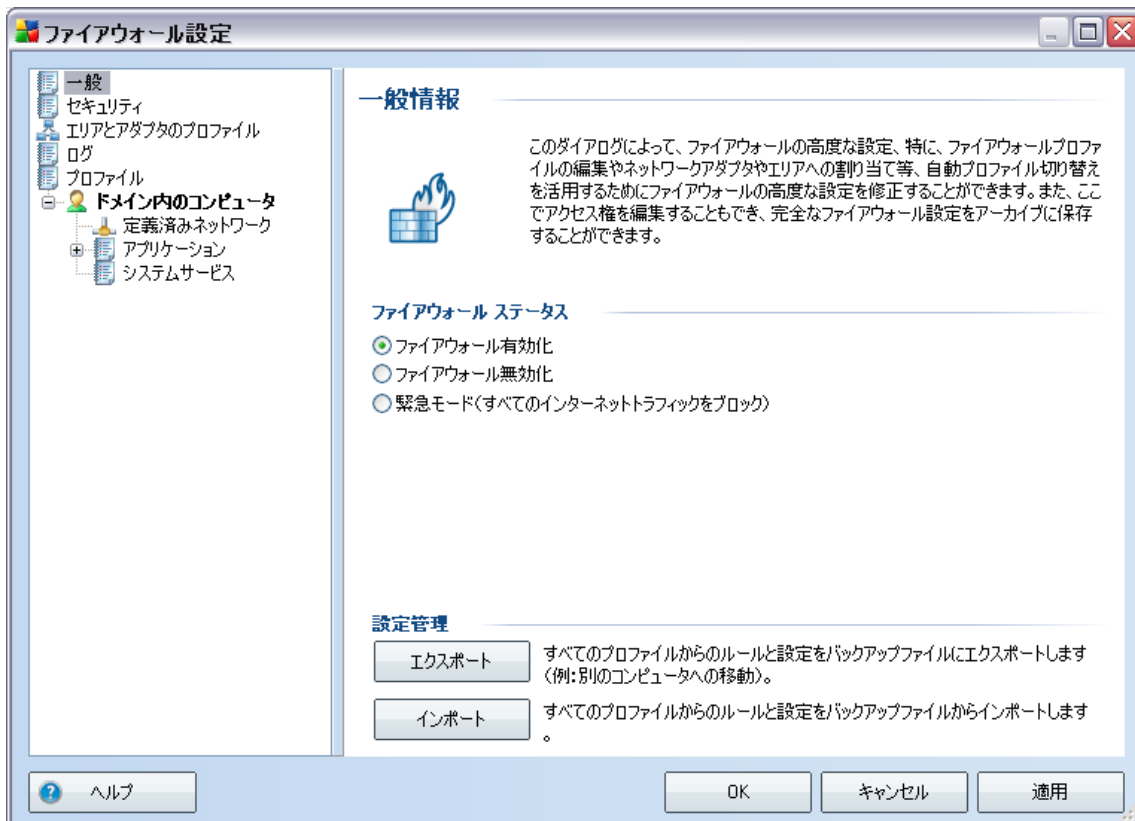 ファイアウォール設定
一般
セキュリティ
エリアとアダプタのプロファイル
ログ
プロファイル
ドメイン内のコンピュータ
定義済みネットワーク
アプリケーション
システムサービス
一般情報
このダイアログによって、ファイアウォールの高度な設定、特に、ファイアウォールプロファ
イルの編集やネットワークアダプタやエリアへの割り当て等、自動プロファイル切り替え
を活用するためにファイアウォールの高度な設定を修正することができます。また、ここ
でアクセス権を編集することもでき、完全なファイアウォール設定をアーカイブに保存
することができます。
ファイアウォール ステータス
ファイアウォール有効化
ファイアウォール無効化
緊急モード(すべてのインターネットトラフィックをブロック)
設定管理
エクスポート
すべてのプロファイルからのルールと設定をバックアップファイルにエクスポートします
(例:別のコンピュータへの移動)。
インポート
すべてのプロファイルからのルールと設定をバックアップファイルからインポートします
。
ヘルプ
OK
キャンセル
適用